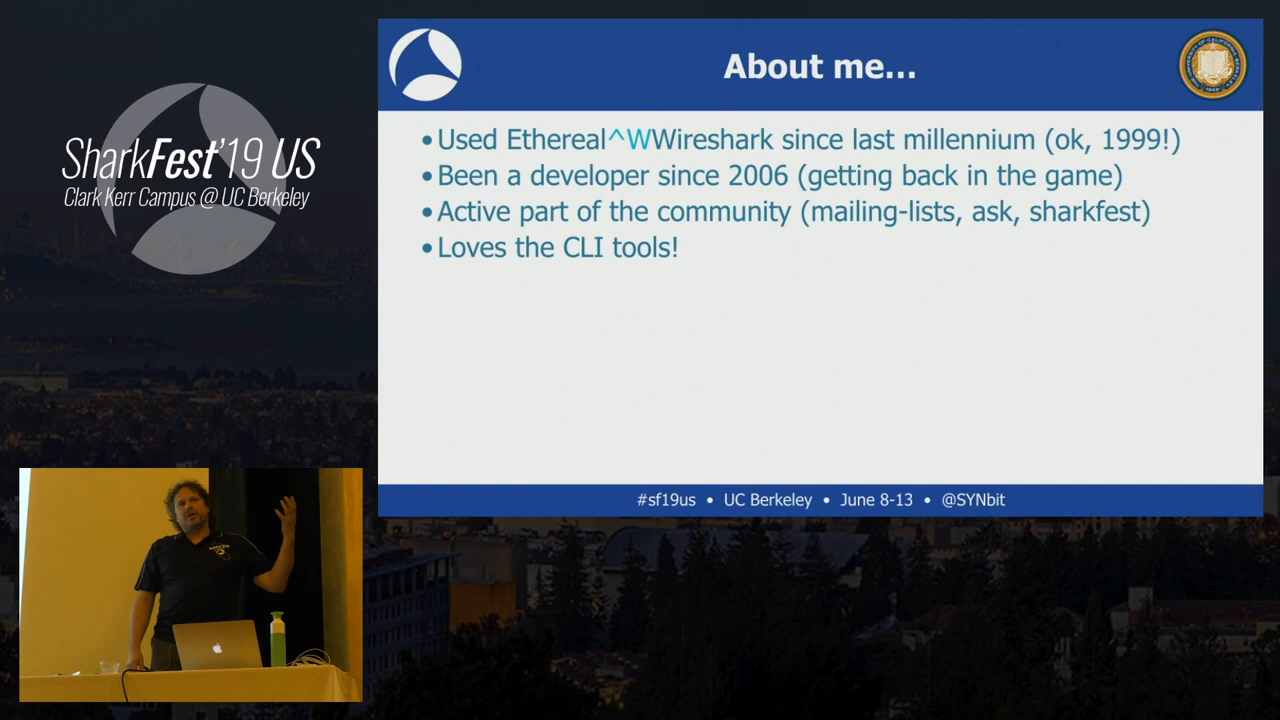 SharkFest'19 US
Clark Kerr Campus @ UC Berkeley
About me...
• Used Ethereal^WWireshark since last millennium (ok, 1999!)
• Been a developer since 2006 (getting back in the game)
• Active part of the community (mailing-lists, ask, sharkfest)
• Loves the CLI tools!
#sf19us • UC Berkeley • June 8-13 • @SYNbit